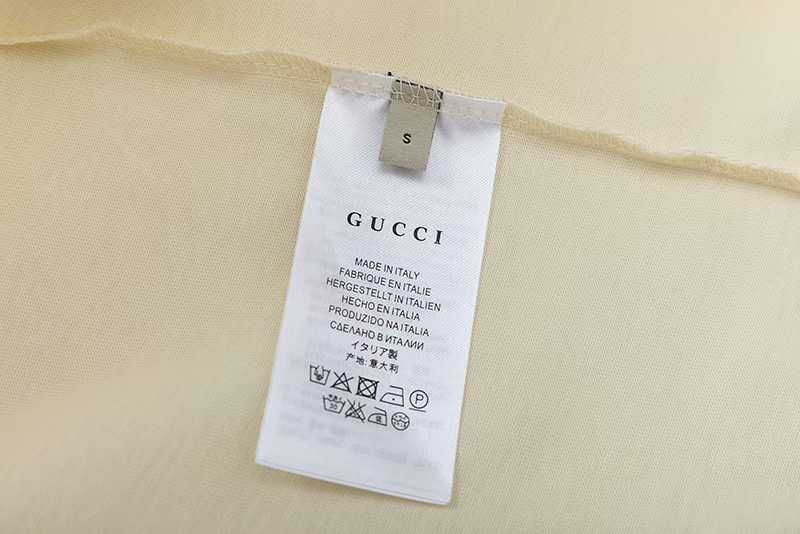 S
GUCCI
MADE IN ITALY
FABRIQUE EN ITALIE
HERGESTELLT IN ITALIEN
HECHO EN ITALIA
PRODUZIDO NA ITALIA
СДЕЛАНО В ИТАЛИИ
イタリア製
产地:意大利
P